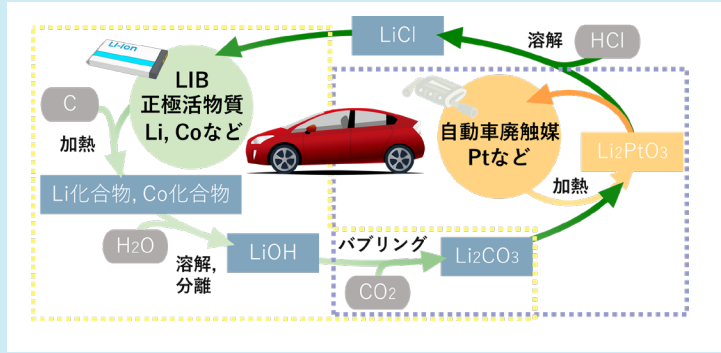 LiCl
溶解
HCl
Li-ion
LIB
正極活物質
Li, Coなど
C
加熱
自動車廃触媒
Ptなど
Li2PtO3
加熱
Li化合物, Co化合物
H2O
溶解,
分離
LiOH
バブリング
CO2
Li2CO3